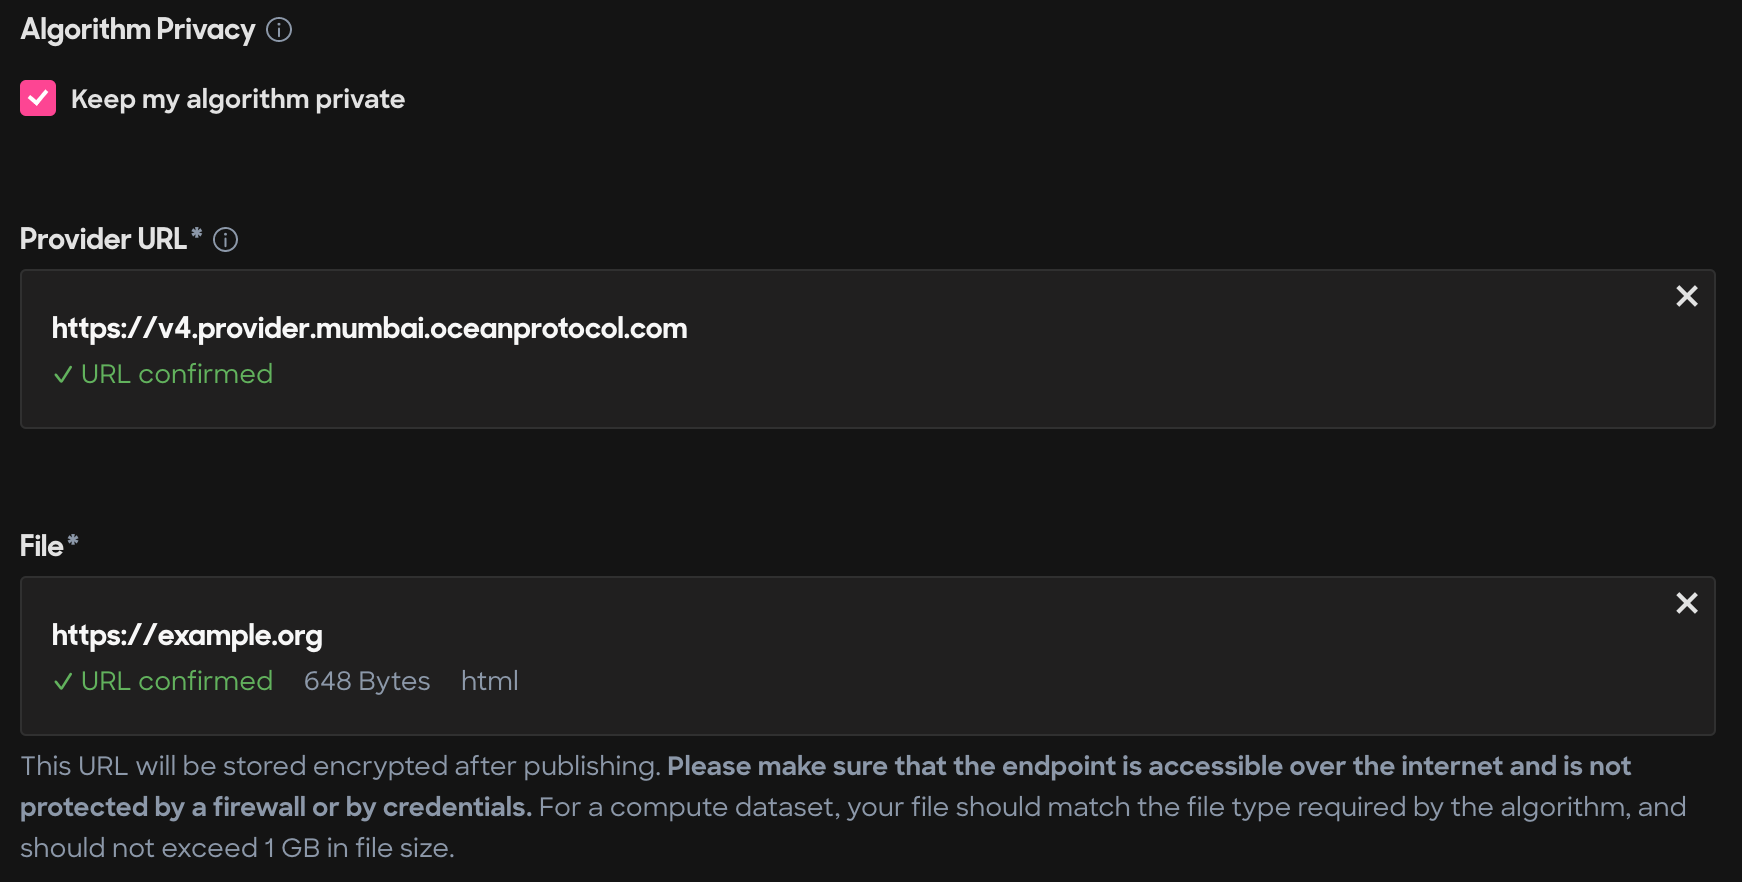 Algorithm Privacy
Keep my algorithm private
Provider URL*
https://v4.provider.mumbai.oceanprotocol.com
✓ URL confirmed
File*
https://example.org
✓ URL confirmed 648 Bytes html
This URL will be stored encrypted after publishing. Please make sure that the endpoint is accessible over the internet and is not
protected by a firewall or by credentials. For a compute dataset, your file should match the file type required by the algorithm, and
should not exceed 1 GB in file size.